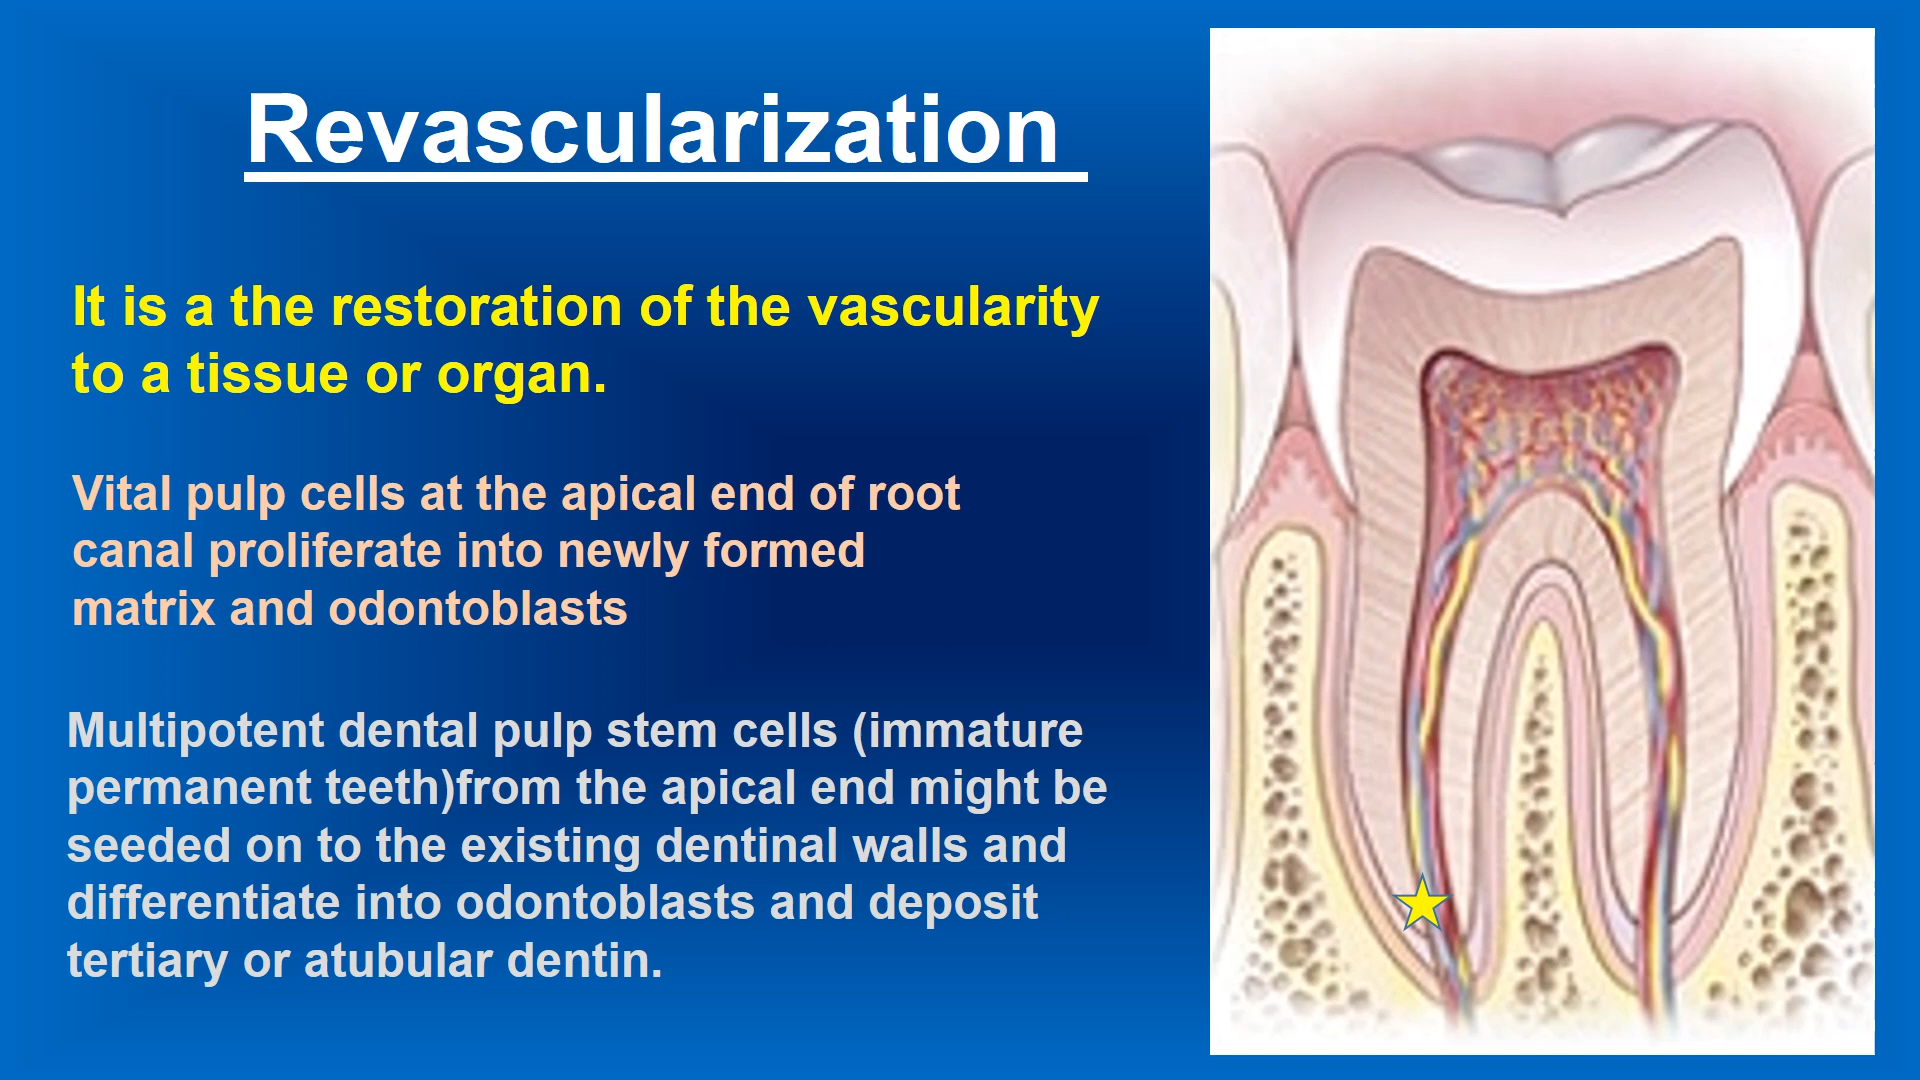 Revascularization
It is a the restoration of the vascularity
to a tissue or organ.
Vital pulp cells at the apical end of root
canal proliferate into newly formed
matrix and odontoblasts
Multipotent dental pulp stem cells (immature
permanent teeth)from the apical end might be
seeded on to the existing dentinal walls and
differentiate into odontoblasts and deposit
tertiary or atubular dentin.